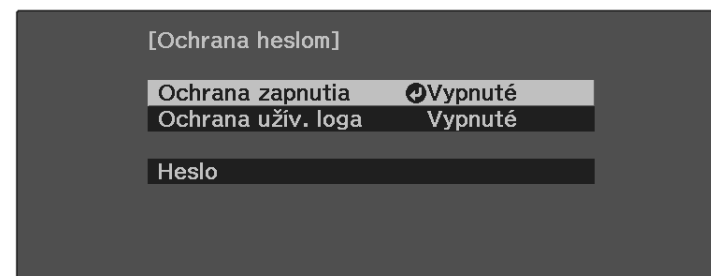 [Ochrana heslom]
Ochrana zapnutia Vypnuté
Ochrana užív. loga Vypnuté
Heslo